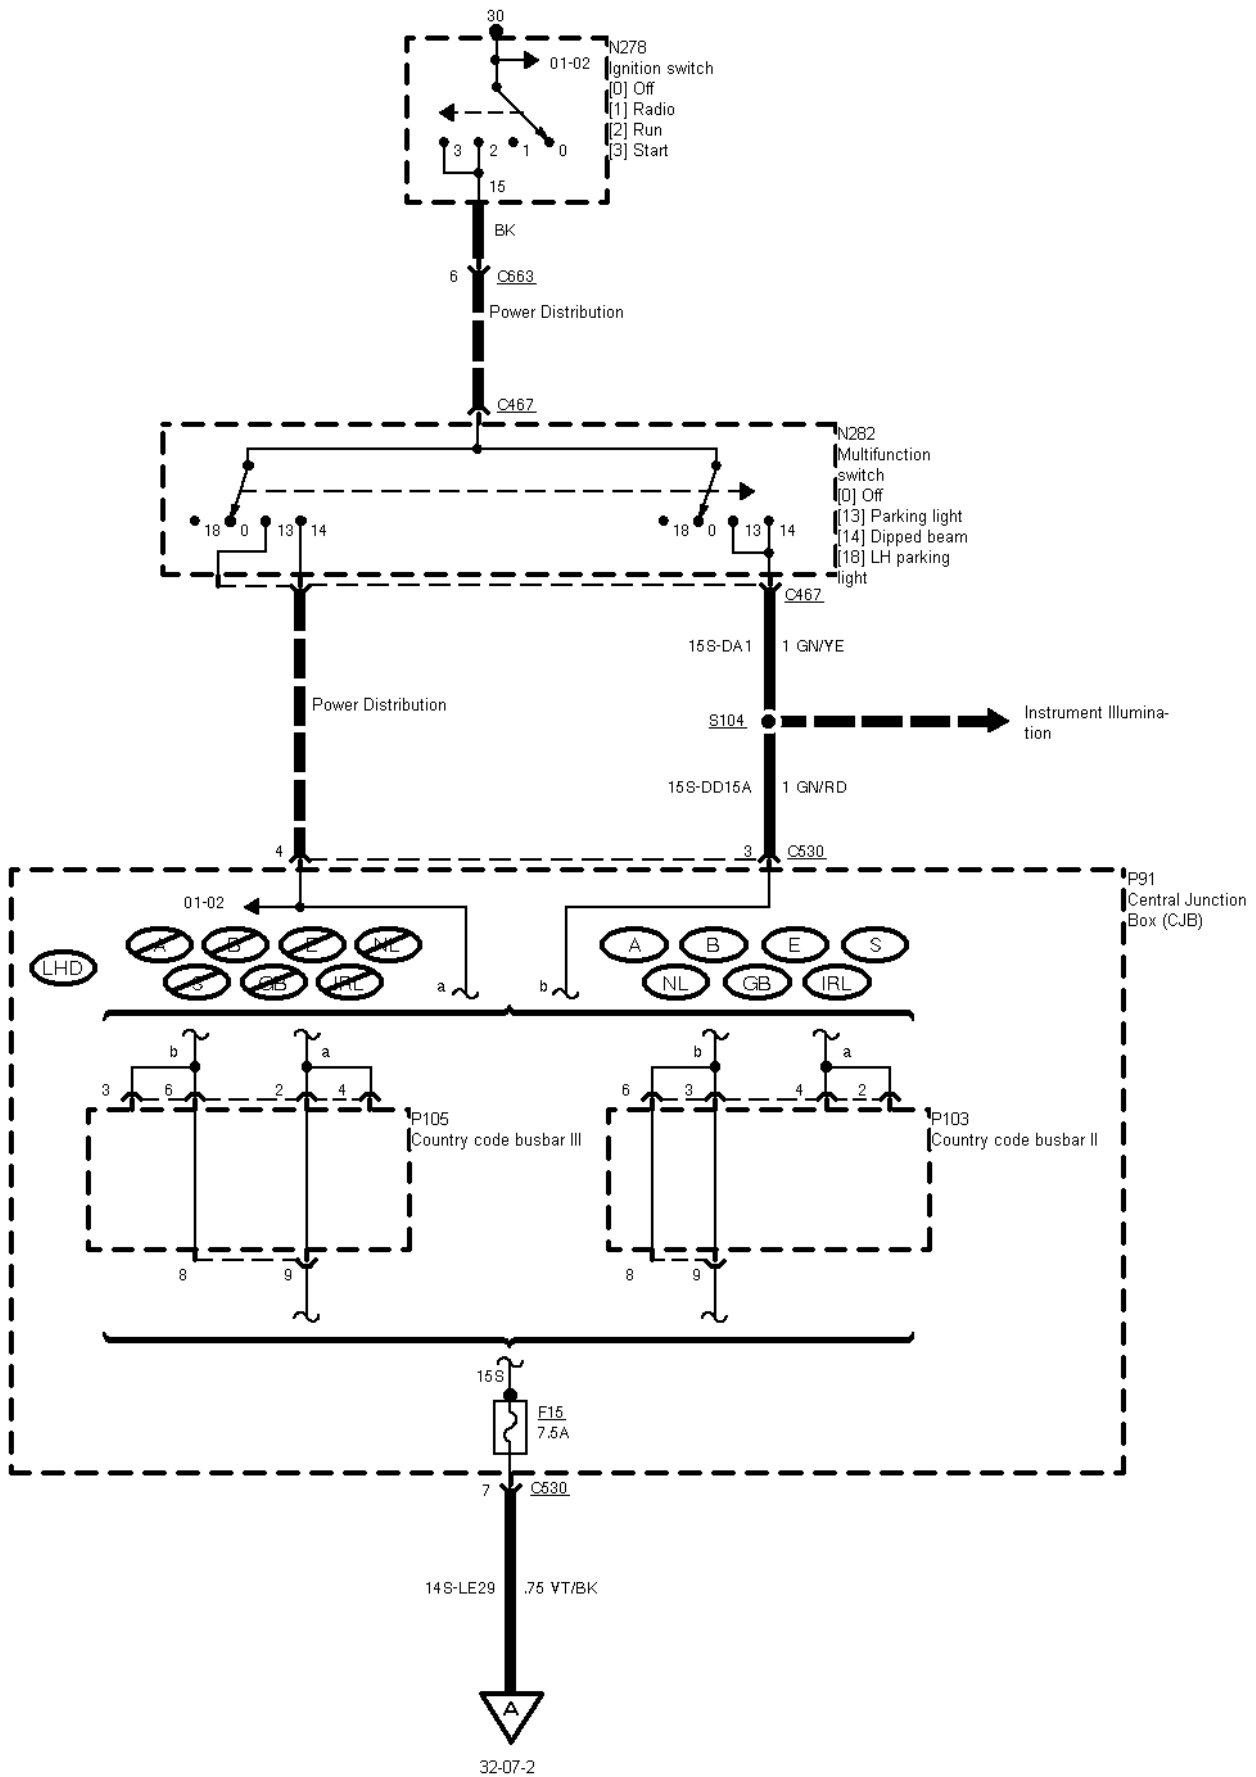 30
N278
01-02
Ignition switch
[0] Off
[1] Radio
[2] Run
[3] Start
3 2 1 0
15
BK
6 C663
Power Distribution
C467
N282
Multifunction
switch
[0] Off
[13] Parking light
[14] Dipped beam
[18] LH parking
light
18 0 13 14
18 0 13 14
C467
15S-DA1 1 GN/YE
Power Distribution
S104
Instrument Illumina-
tion
15S-DD15A 1 GN/RD
4 3 C530
P91
Central Junction
Box (CJB)
01-02
A B E NL
A B E S
LHD
S GB IRL
NL GB IRL
a b
b a
b a
3 6 2 4
6 3 4 2
P105
Country code busbar III
P103
Country code busbar II
8 9
8 9
15S
F15
7.5A
7 C530
14S-LE29 .75 VT/BK
A
32-07-2